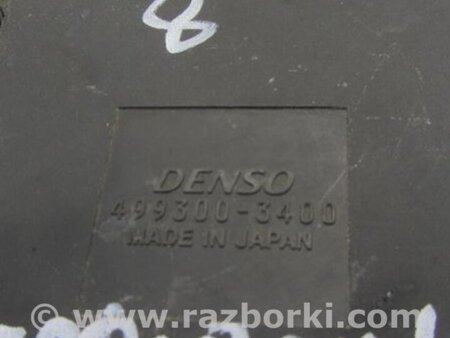 8
DENSO
499300-3400
MADE IN JAPAN
© www.razborki.com